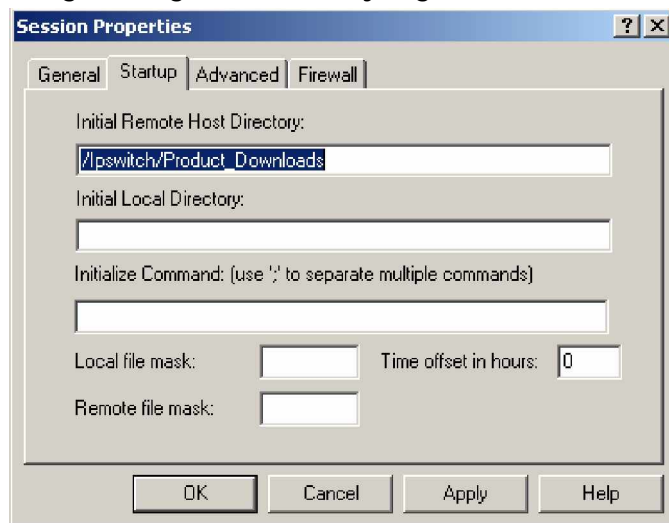 Session Properties
? X
General Startup Advanced Firewall
Initial Remote Host Directory:
/Ipswitch/Product_Downloads
Initial Local Directory:
Initialize Command: (use ';' to separate multiple commands)
Local file mask: Time offset in hours: 0
Remote file mask:
OK Cancel Apply Help